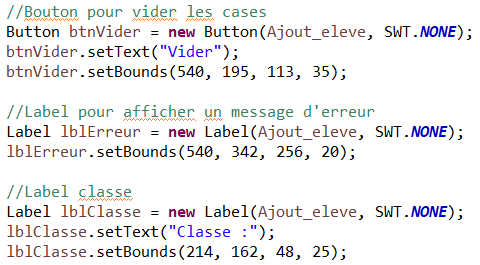 //Bouton pour vider les cases
Button btnVider = new Button(Ajout_eleve, SWT.NONE);
btnVider.setText("Vider");
btnVider.setBounds(540, 195, 113, 35);
//Label pour afficher un message d'erreur
Label lblErreur = new Label(Ajout_eleve, SWT.NONE);
lblErreur.setBounds(540, 342, 256, 20);
//Label classe
Label lblClasse = new Label(Ajout_eleve, SWT.NONE);
lblClasse.setText("Classe :");
lblClasse.setBounds(214, 162, 48, 25);